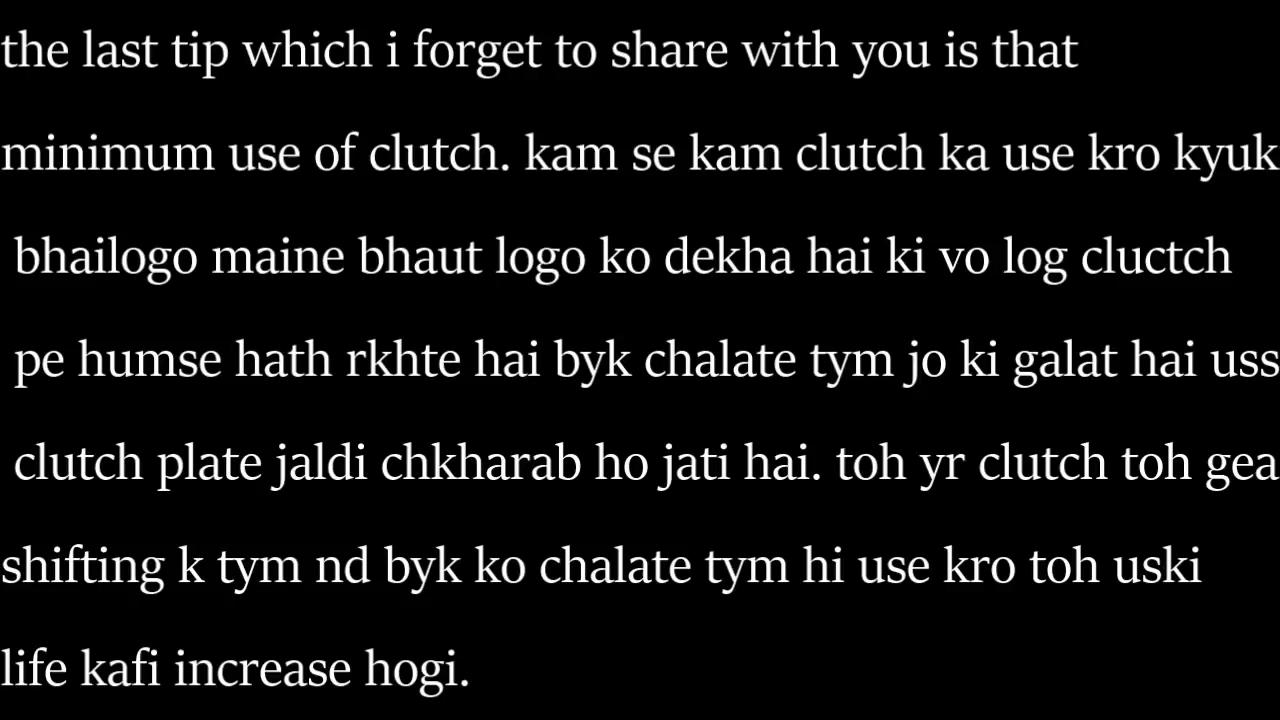 the last tip which i forget to share with you is that
minimum use of clutch. kam se kam clutch ka use kro kyuk
bhailogo maine bhaut logo ko dekha hai ki vo log cluctch
pe humse hath rkhte hai byk chalate tym jo ki galat hai uss
clutch plate jaldi chkharab ho jati hai. toh yr clutch toh gea
shifting k tym nd byk ko chalate tym hi use kro toh uski
life kafi increase hogi.